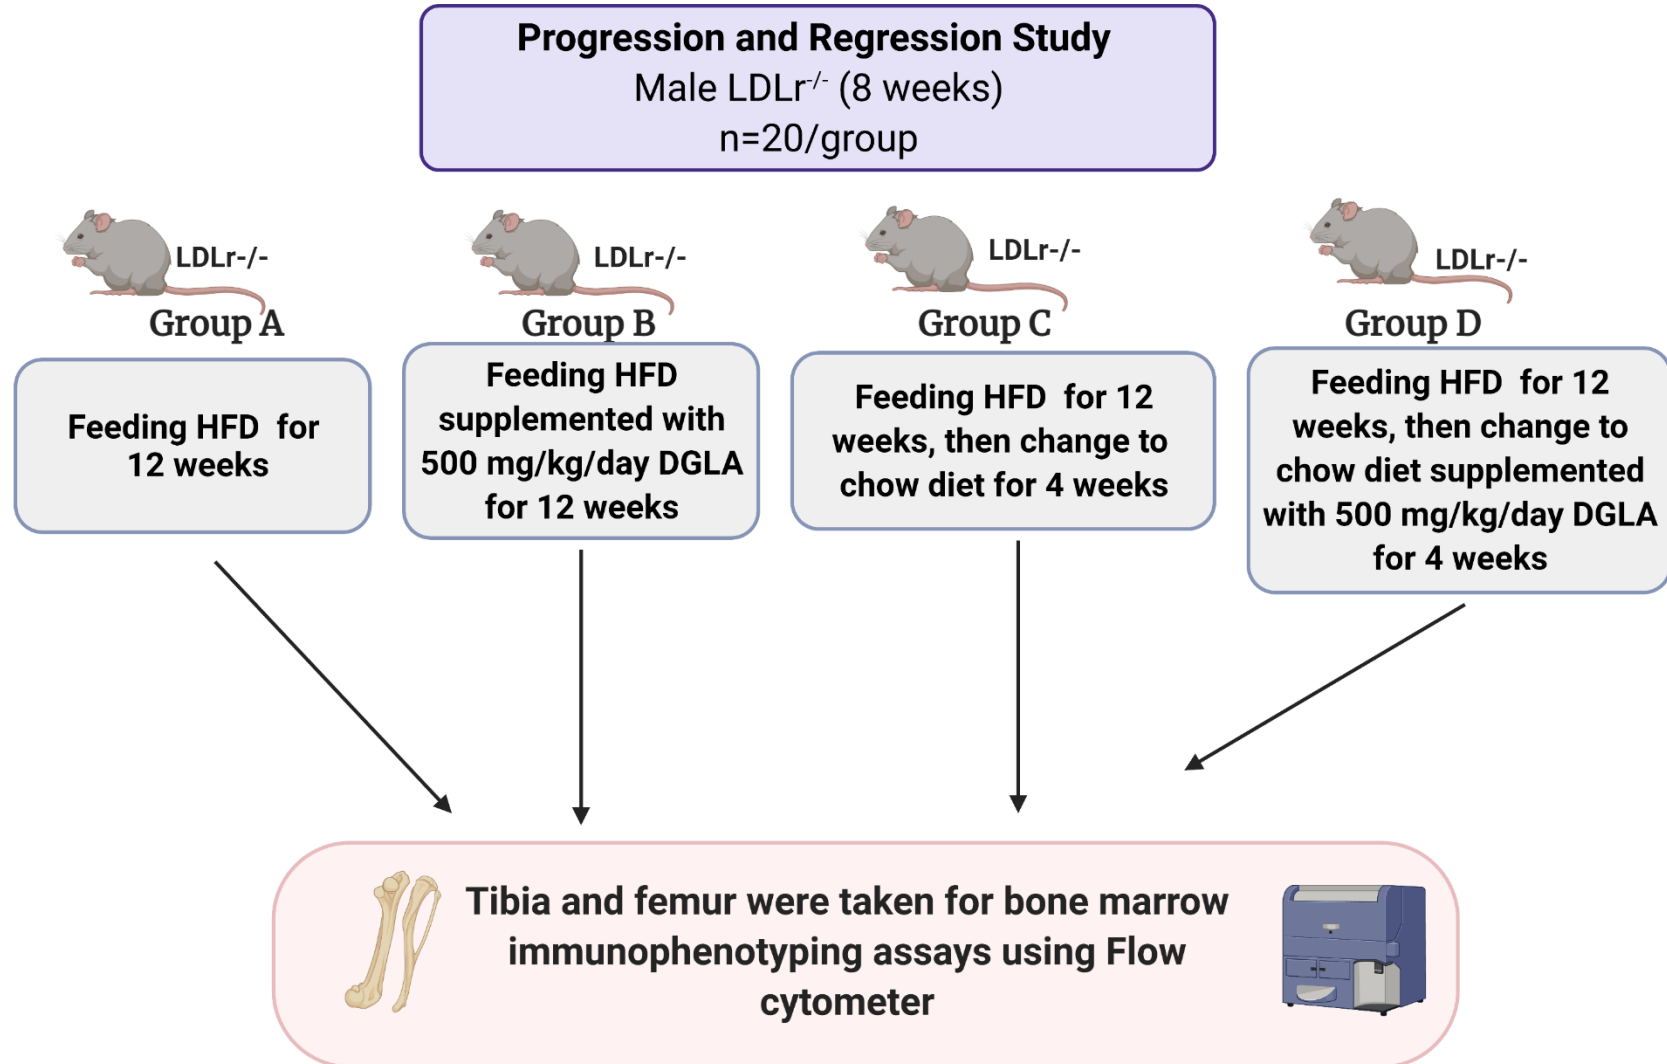 Progression and Regression Study
Male LDLr-/- (8 weeks)
n=20/group
LDLr-/-
Group A
LDLr-/-
Group B
LDLr-/-
Group C
LDLr-/-
Group D
Feeding HFD for
12 weeks
Feeding HFD
supplemented with
500 mg/kg/day DGLA
for 12 weeks
Feeding HFD for 12
weeks, then change to
chow diet for 4 weeks
Feeding HFD for 12
weeks, then change to
chow diet supplemented
with 500 mg/kg/day DGLA
for 4 weeks
Tibia and femur were taken for bone marrow
immunophenotyping assays using Flow
cytometer